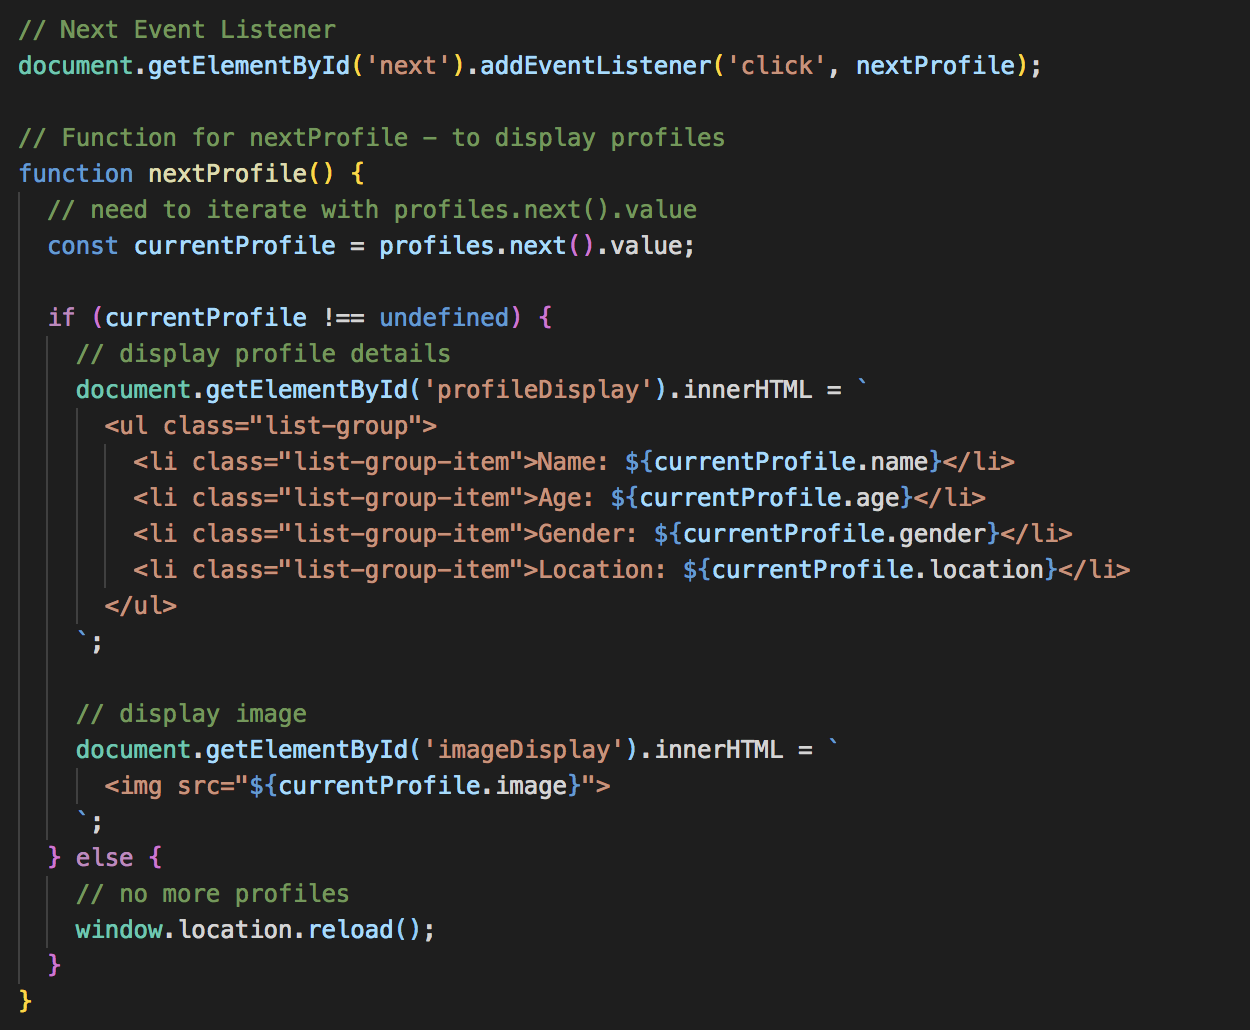 // Next Event Listener
document.getElementById('next').addEventListener('click', nextProfile);
// Function for nextProfile – to display profiles
function nextProfile() {
// need to iterate with profiles.next().value
const currentProfile = profiles.next().value;
if (currentProfile !== undefined) {
// display profile details
document.getElementById('profileDisplay').innerHTML = `
<ul class="list-group">
<li class="list-group-item">Name: ${currentProfile.name}</li>
<li class="list-group-item">Age: ${currentProfile.age}</li>
<li class="list-group-item">Gender: ${currentProfile.gender}</li>
<li class="list-group-item">Location: ${currentProfile.location}</li>
</ul>
`;
// display image
document.getElementById('imageDisplay').innerHTML = `
<img src="${currentProfile.image}">
`;
} else {
// no more profiles
window.location.reload();
}
}